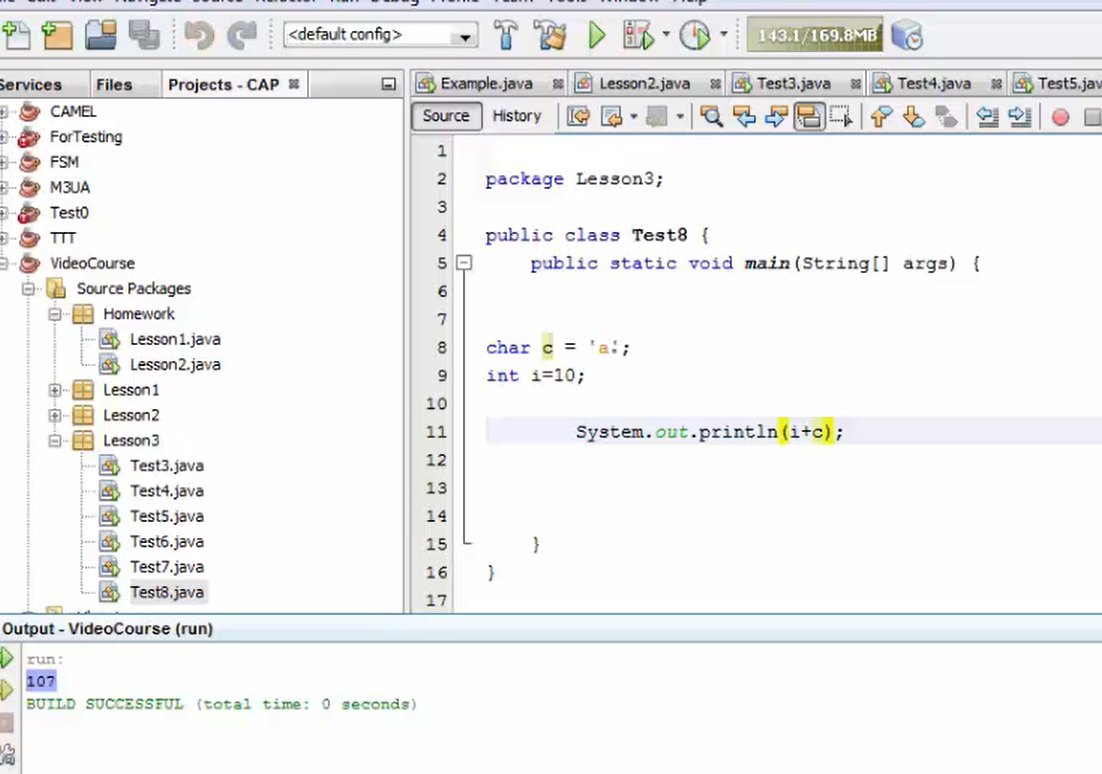 <default config>
143.1/169.8MB
Services Files Projects - CAP
Example.java Lesson2.java Test3.java Test4.java
Source History
CAMEL
ForTesting
FSM
M3UA
Test0
TTT
VideoCourse
Source Packages
Homework
Lesson1.java
Lesson2.java
Lesson1
Lesson2
Lesson3
Test3.java
Test4.java
Test5.java
Test6.java
Test7.java
Test8.java
1
2 package Lesson3;
3
4 public class Test8 {
5 public static void main(String[] args) {
6
7
8 char c = 'a';
9 int i=10;
10
11 System.out.println(i+c);
12
13
14
15 }
16 }
17
Output - VideoCourse (run)
run:
107
BUILD SUCCESSFUL (total time: 0 seconds)